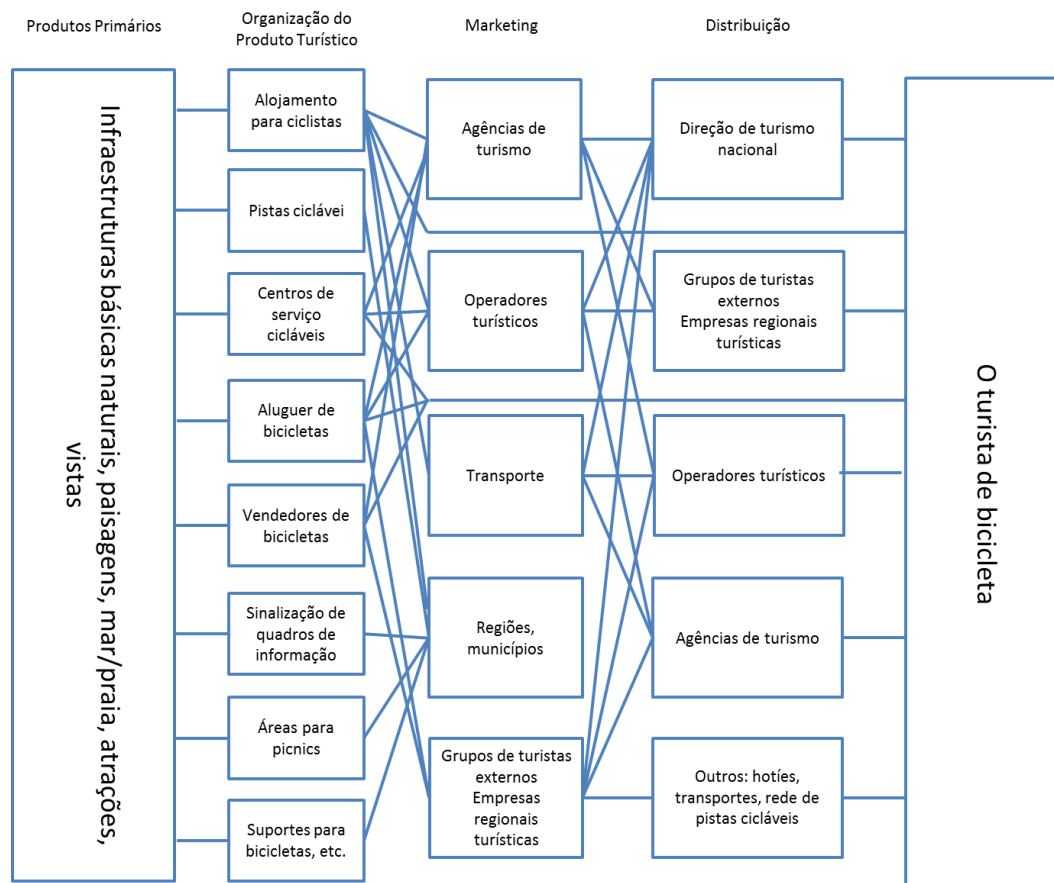 Produtos Primários
Organização do
Produto Turístico
Marketing
Distribuição
Infraestruturas básicas naturais, paisagens, mar/praia, atrações,
vistas
Alojamento
para ciclistas
Pistas ciclávei
Centros de
serviço
cicláveis
Aluguer de
bicicletas
Vendedores de
bicicletas
Sinalização de
quadros de
informação
Áreas para
picnics
Suportes para
bicicletas, etc.
Agências de
turismo
Operadores
turísticos
Transporte
Regiões,
municípios
Grupos de turistas
externos
Empresas
regionais
turísticas
Direção de turismo
nacional
Grupos de turistas
externos
Empresas regionais
turísticas
Operadores turísticos
Agências de turismo
Outros: hotíes,
transportes, rede de
pistas cicláveis
O turista de bicicleta